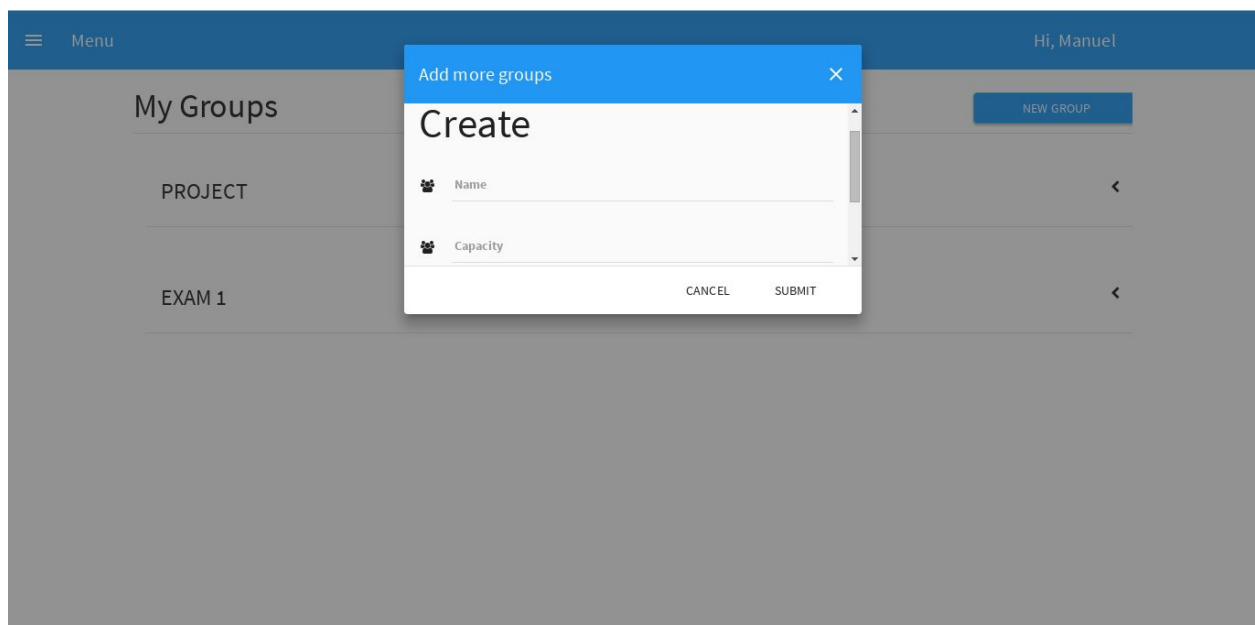 Menu
Hi, Manuel
Add more groups
My Groups
NEW GROUP
Create
Name
PROJECT
Capacity
CANCEL SUBMIT
EXAM 1